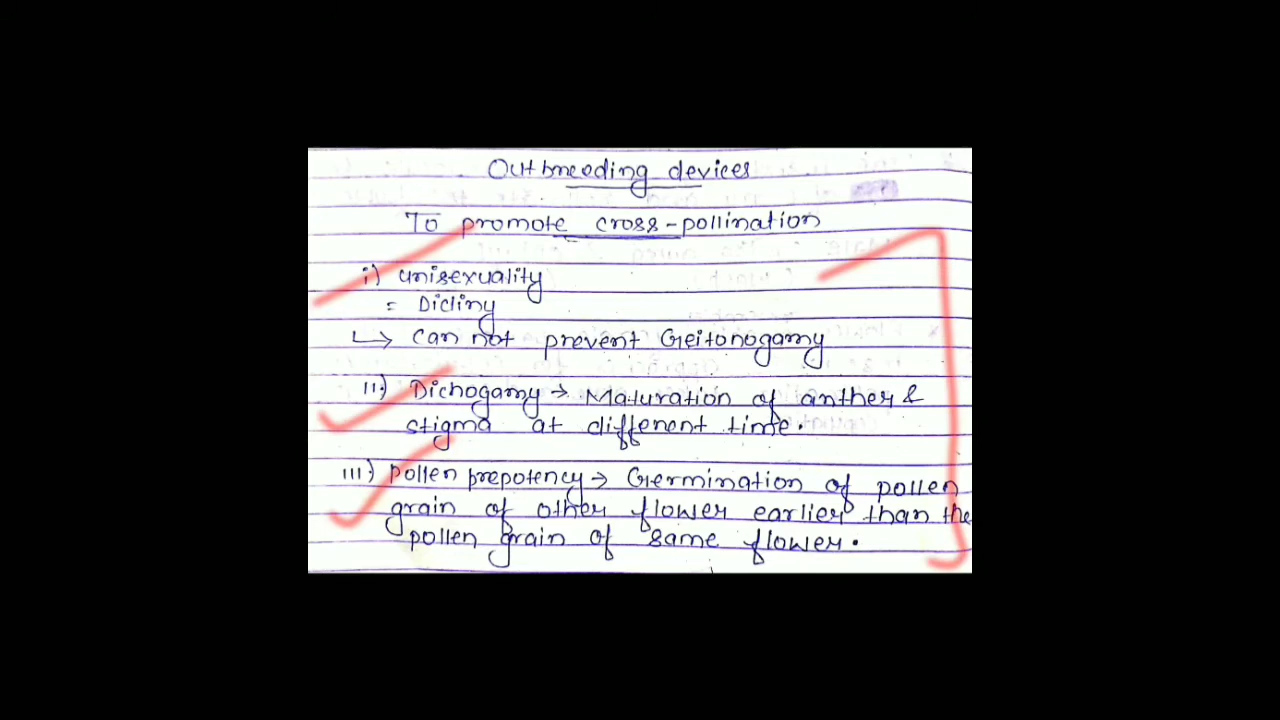 Outbreeding devices
To promote cross-pollination
i) unisexuality
= Dicliny
↳ Can not prevent Geitonogamy
ii) Dichogamy → Maturation of anther &
stigma at different time.
iii) pollen prepotency → Germination of pollen
grain of other flower earlier than the
pollen grain of same flower.